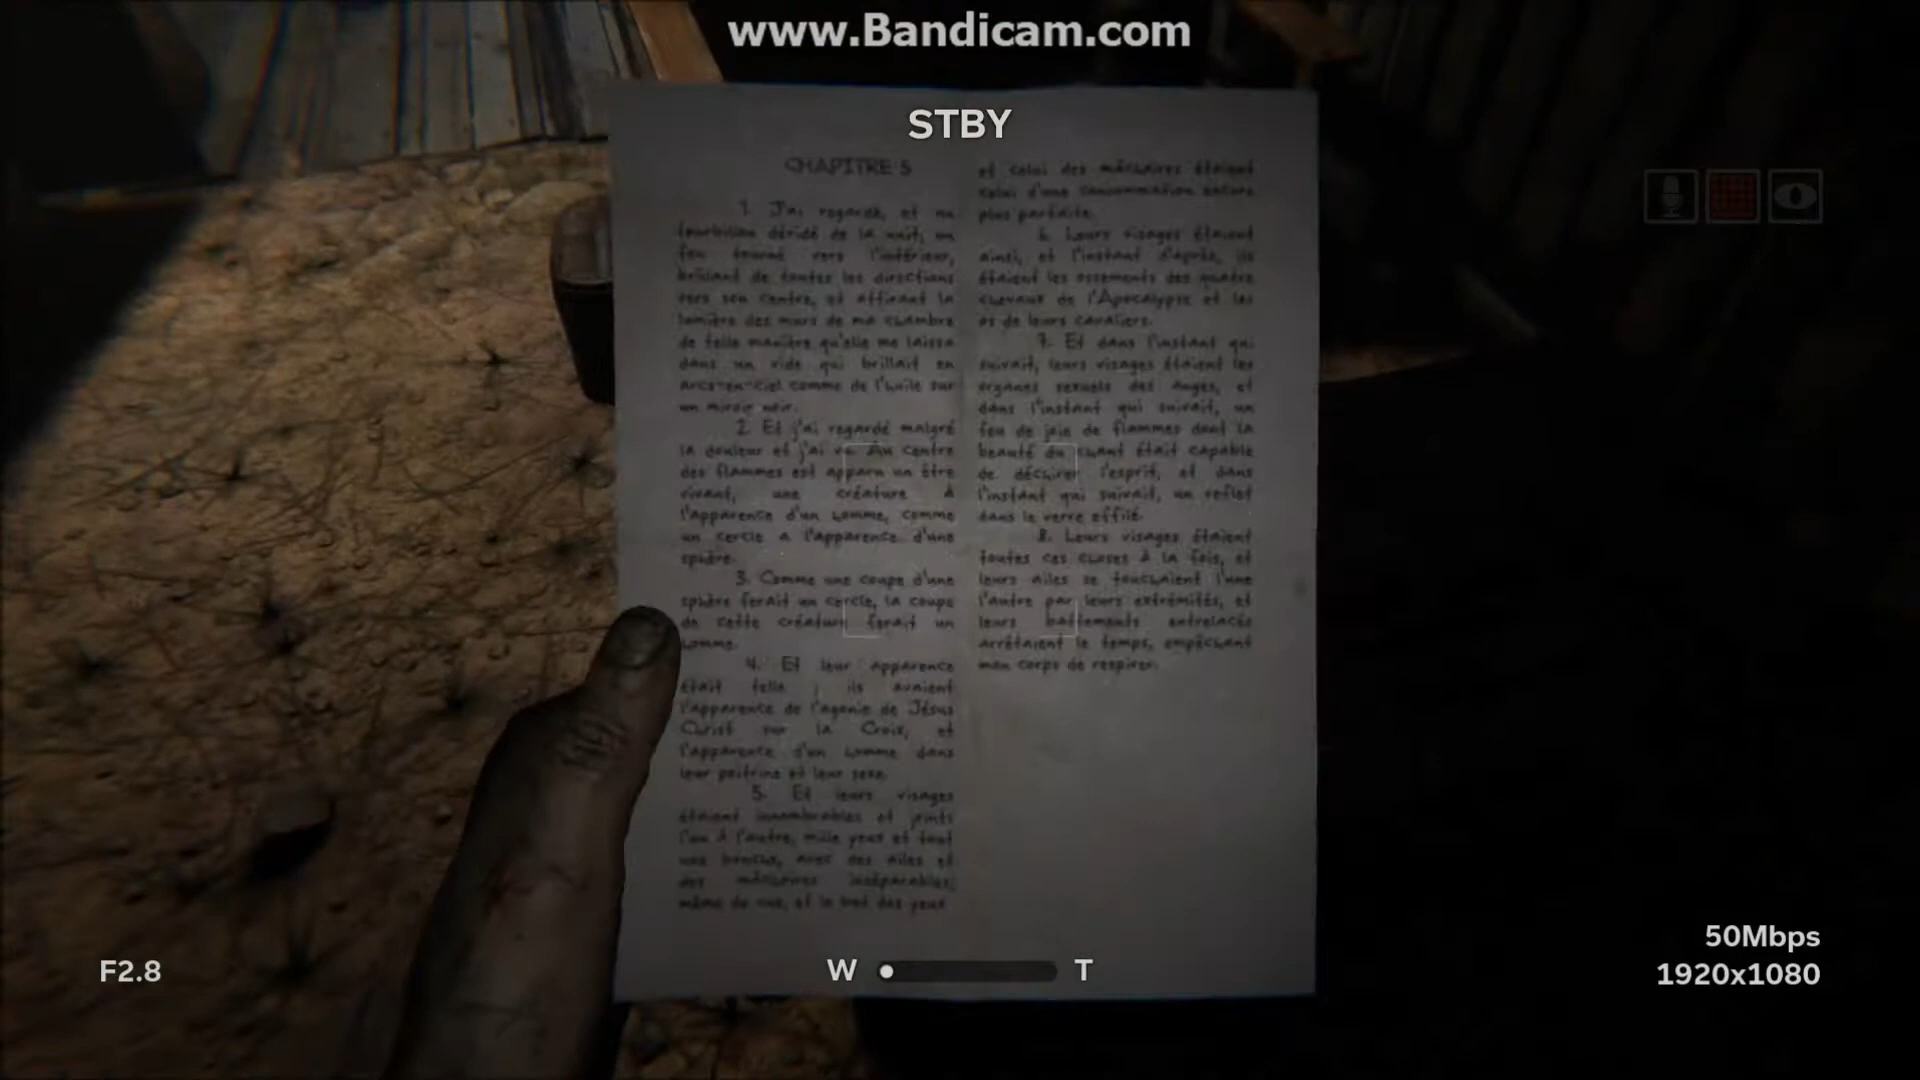 www.Bandicam.com
STBY
CHAPITRE 5
1. J'ai regardé, et un
tourbillon déridé de la nuit, un
feu tourné vers l'intérieur,
brûlant de toutes les directions
vers son centre, et attirant la
lumière des murs de ma chambre
de telle manière qu'elle me laissa
dans un vide qui brillait en
arc-en-ciel comme de l'huile sur
un miroir noir.
2. Et j'ai regardé malgré
la douleur et j'ai vu. Au centre
des flammes est apparu un être
vivant, une créature à
l'apparence d'un homme, comme
un cercle a l'apparence d'une
sphère.
3. Comme une coupe d'une
sphère ferait un cercle, la coupe
de cette créature ferait un
homme.
4. Et leur apparence
était telle ; ils avaient
l'apparence de l'agonie de Jésus
Christ sur la Croix, et
l'apparence d'un homme dans
leur poitrine et leur sexe.
5. Et leurs visages
étaient innombrables et joints
l'un à l'autre, mille yeux et tout
une bouche, avec des ailes et
des mâchoires inséparables,
même de vue, et le but des yeux
et celui des mâchoires étaient
celui d'une consommation encore
plus parfaite.
6. Leurs visages étaient
ainsi, et l'instant d'après, ils
étaient les ossements des quatre
chevaux de l'Apocalypse et les
os de leurs cavaliers.
7. Et dans l'instant qui
suivait, leurs visages étaient les
organes sexuels des anges, et
dans l'instant qui suivait, un
feu de joie de flammes dont la
beauté du chant était capable
de déchirer l'esprit, et dans
l'instant qui suivait, un reflet
dans le verre effilé.
8. Leurs visages étaient
toutes ces choses à la fois, et
leurs ailes se touchaient l'une
l'autre par leurs extrémités, et
leurs battements entrelacés
arrêtaient le temps, empêchant
mon corps de respirer.
F2.8
W T
50Mbps
1920x1080